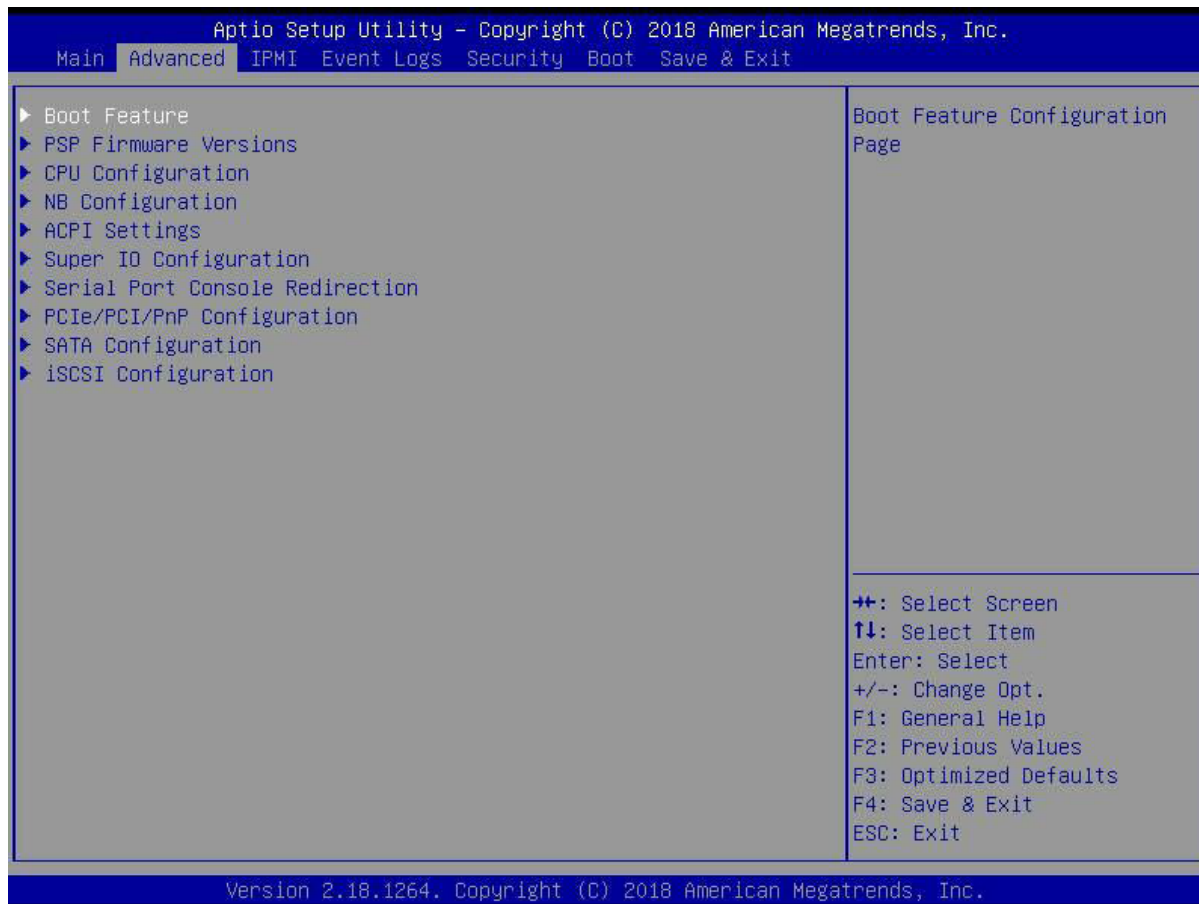 Aptio Setup Utility – Copyright (C) 2018 American Megatrends, Inc.
Main Advanced IPMI Event Logs Security Boot Save & Exit
▶ Boot Feature
▶ PSP Firmware Versions
▶ CPU Configuration
▶ NB Configuration
▶ ACPI Settings
▶ Super IO Configuration
▶ Serial Port Console Redirection
▶ PCIe/PCI/PnP Configuration
▶ SATA Configuration
▶ iSCSI Configuration
Boot Feature Configuration
Page
→←: Select Screen
↑↓: Select Item
Enter: Select
+/-: Change Opt.
F1: General Help
F2: Previous Values
F3: Optimized Defaults
F4: Save & Exit
ESC: Exit
Version 2.18.1264. Copyright (C) 2018 American Megatrends, Inc.